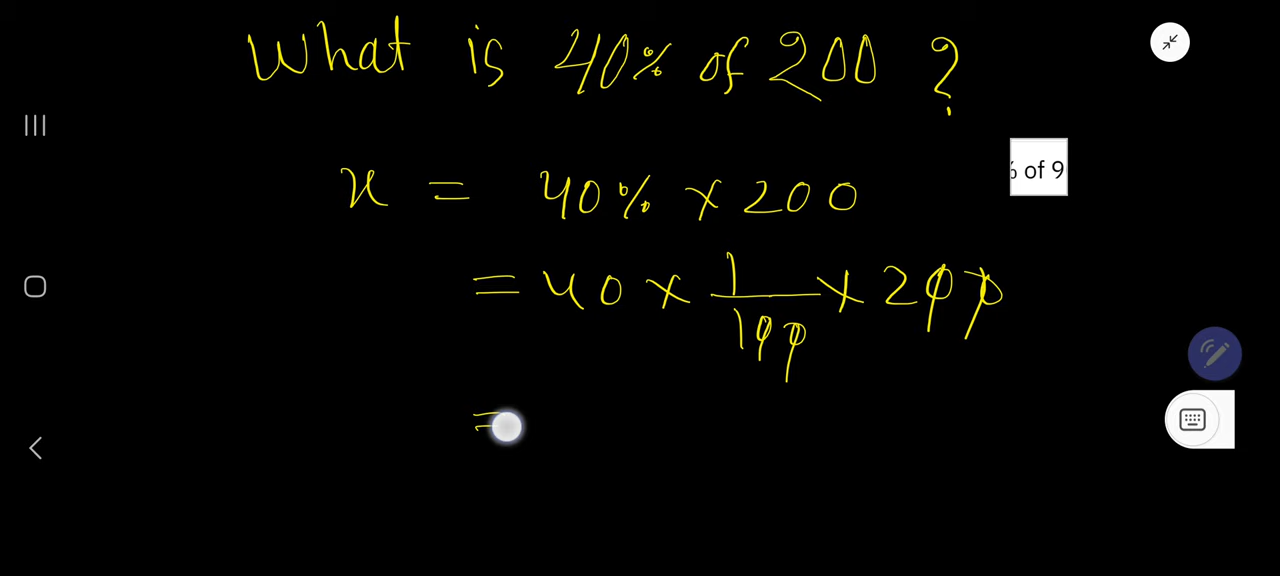 What is 40% of 200 ?
% of 9
x = 40% × 200
= 40 × 1/100 × 200
=